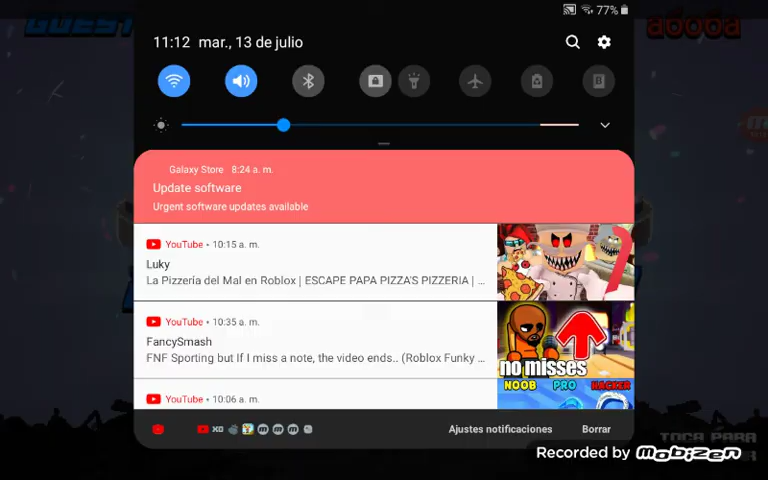 77%
11:12 mar., 13 de julio
Galaxy Store 8:24 a. m.
Update software
Urgent software updates available
YouTube • 10:15 a. m.
Luky
La Pizzería del Mal en Roblox | ESCAPE PAPA PIZZA'S PIZZERIA | ...
YouTube • 10:35 a. m.
FancySmash
FNF Sporting but If I miss a note, the video ends.. (Roblox Funky ...
no misses
YouTube • 10:06 a. m.
NOOB PRO HACKER
Ajustes notificaciones Borrar
TOCA PARA
Recorded by mobizen